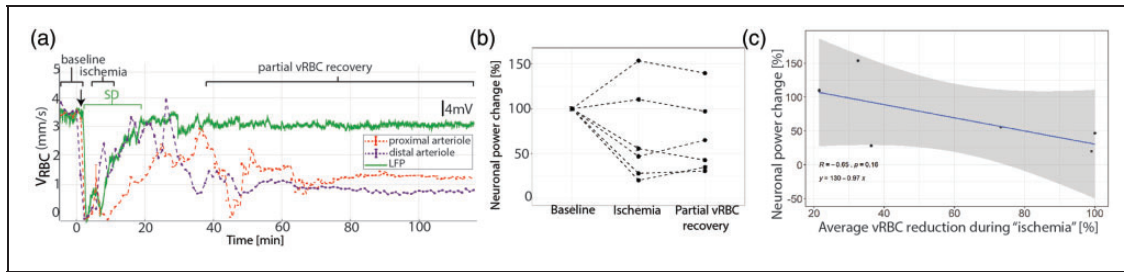 (a)
baseline
ischemia
SD
partial vRBC recovery
4mV
VRBC (mm/s)
5
4
3
2
1
0
proximal arteriole
distal arteriole
LFP
0
20
40
60
80
100
Time [min]
(b)
Neuronal power change [%]
150
100
50
0
Baseline
Ischemia
Partial vRBC
recovery
(c)
Neuronal power change [%]
150
100
50
0
-50
R = -0.65, p = 0.16
y = 130 - 0.97 x
20
40
60
80
100
Average vRBC reduction during "ischemia" [%]